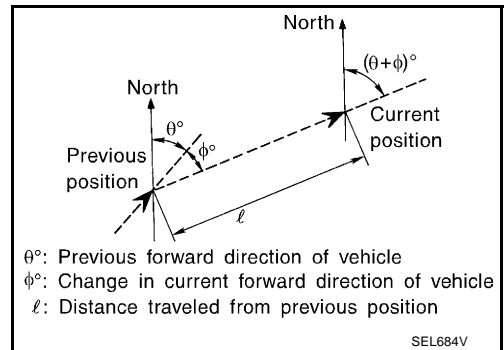 North
(θ+ϕ)°
North
θ°
ϕ°
Previous
position
Current
position
ℓ
θ°: Previous forward direction of vehicle
ϕ°: Change in current forward direction of vehicle
ℓ: Distance traveled from previous position
SEL684V